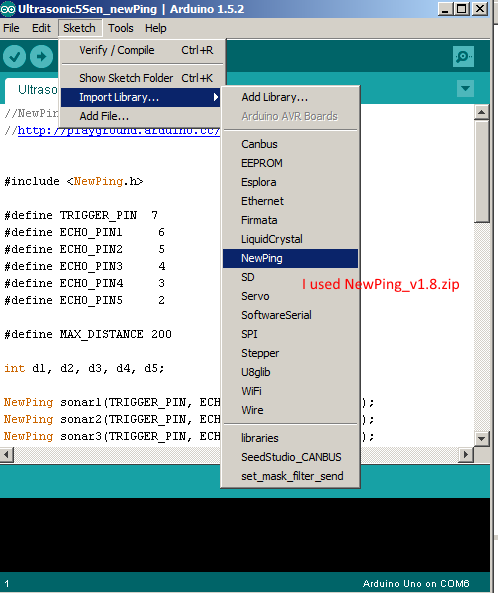 Ultrasonic5Sen_newPing | Arduino 1.5.2
File Edit Sketch Tools Help
Verify / Compile Ctrl+R
Show Sketch Folder Ctrl+K
Import Library...
Add File...
Ultraso
Add Library...
Arduino AVR Boards
Canbus
EEPROM
Esplora
Ethernet
Firmata
LiquidCrystal
NewPing
SD
Servo
SoftwareSerial
SPI
Stepper
U8glib
WiFi
Wire
libraries
SeedStudio_CANBUS
set_mask_filter_send
I used NewPing_v1.8.zip
//NewPin
//http://playground.arduino.cc/
#include <NewPing.h>
#define TRIGGER_PIN 7
#define ECHO_PIN1 6
#define ECHO_PIN2 5
#define ECHO_PIN3 4
#define ECHO_PIN4 3
#define ECHO_PIN5 2
#define MAX_DISTANCE 200
int d1, d2, d3, d4, d5;
NewPing sonar1(TRIGGER_PIN, ECH );
NewPing sonar2(TRIGGER_PIN, ECH );
NewPing sonar3(TRIGGER_PIN, ECH );
1
Arduino Uno on COM6